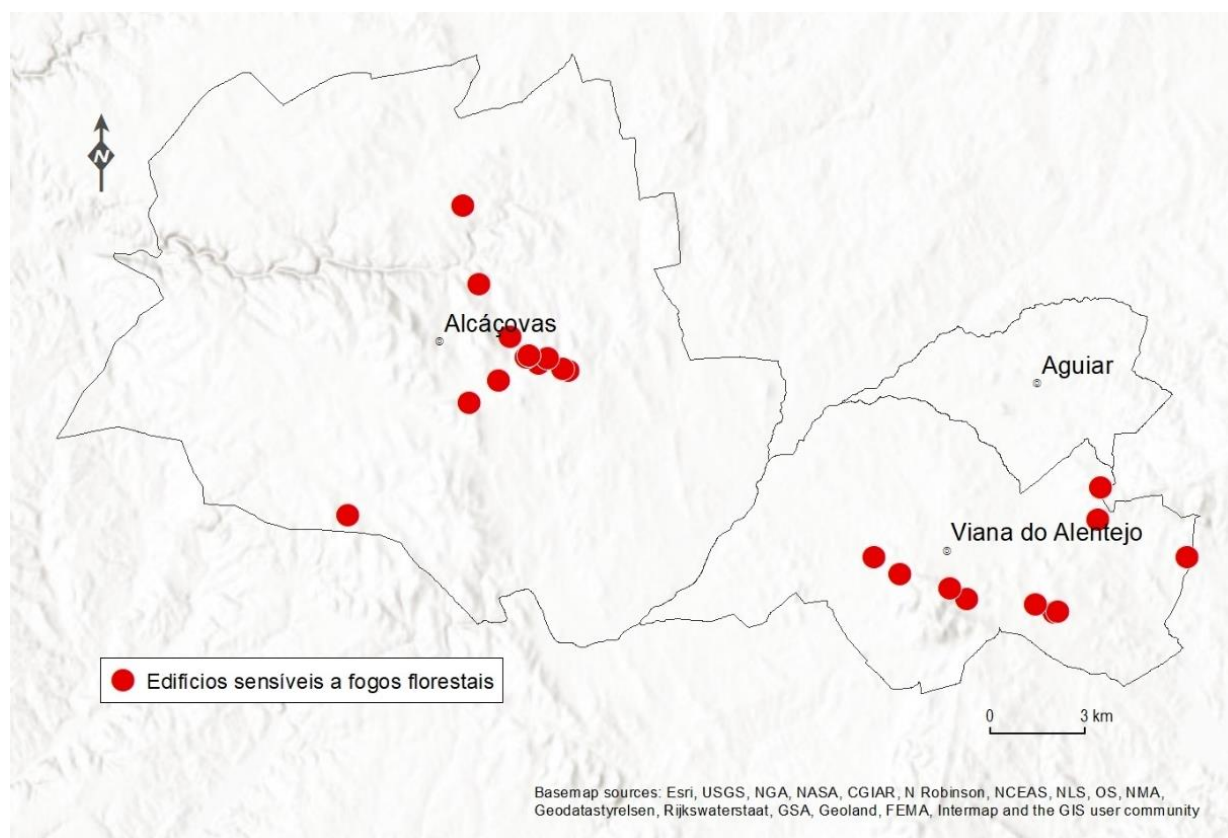 N
Alcáçovas
Aguiar
Viana do Alentejo
Edifícios sensíveis a fogos florestais
0 3 km
Basemap sources: Esri, USGS, NGA, NASA, CGIAR, N Robinson, NCEAS, NLS, OS, NMA,
Geodatastyrelsen, Rijkswaterstaat, GSA, Geoland, FEMA, Intermap and the GIS user community